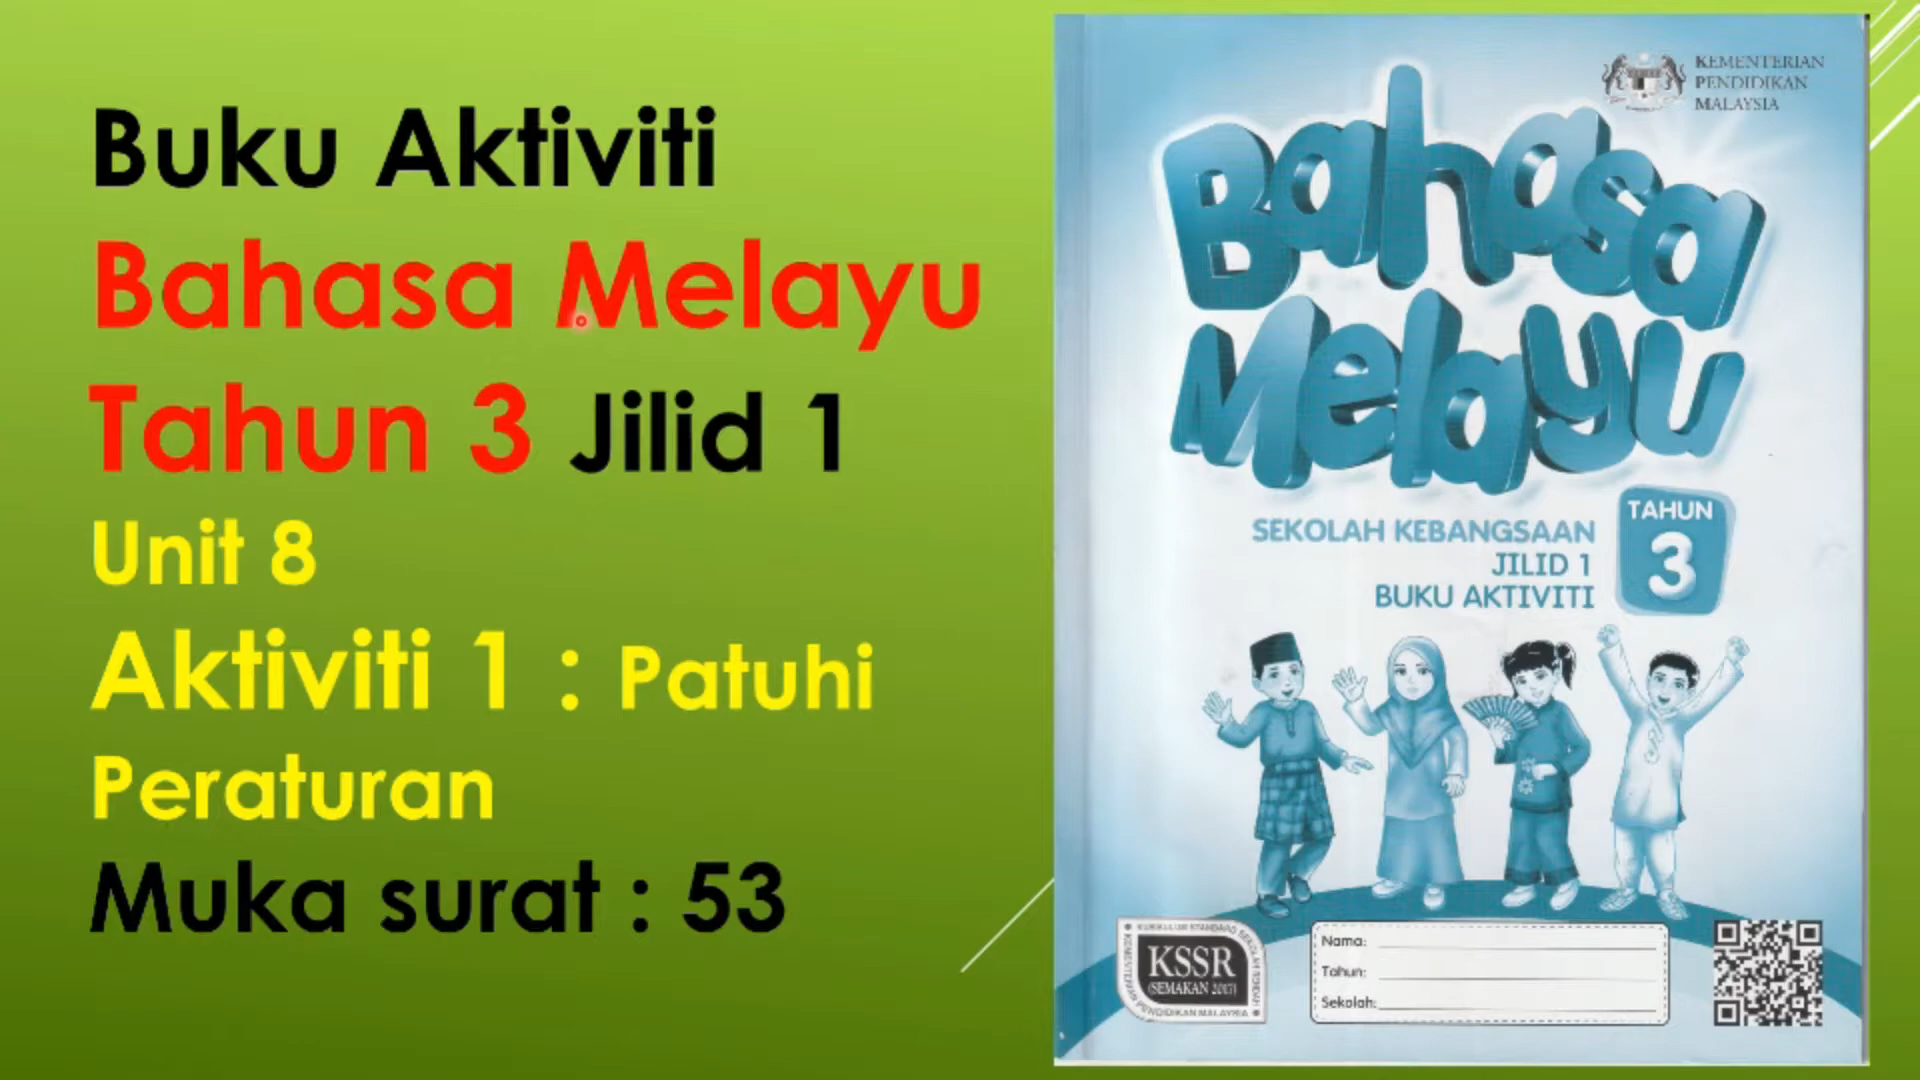 Buku Aktiviti
Bahasa Melayu
Tahun 3 Jilid 1
Unit 8
Aktiviti 1 : Patuhi
Peraturan
Muka surat : 53
KEMENTERIAN
PENDIDIKAN
MALAYSIA
Bahasa
Melayu
SEKOLAH KEBANGSAAN
JILID 1
BUKU AKTIVITI
TAHUN
3
KSSR
(SEMAKAN 2017)
Nama:
Tahun:
Sekolah: